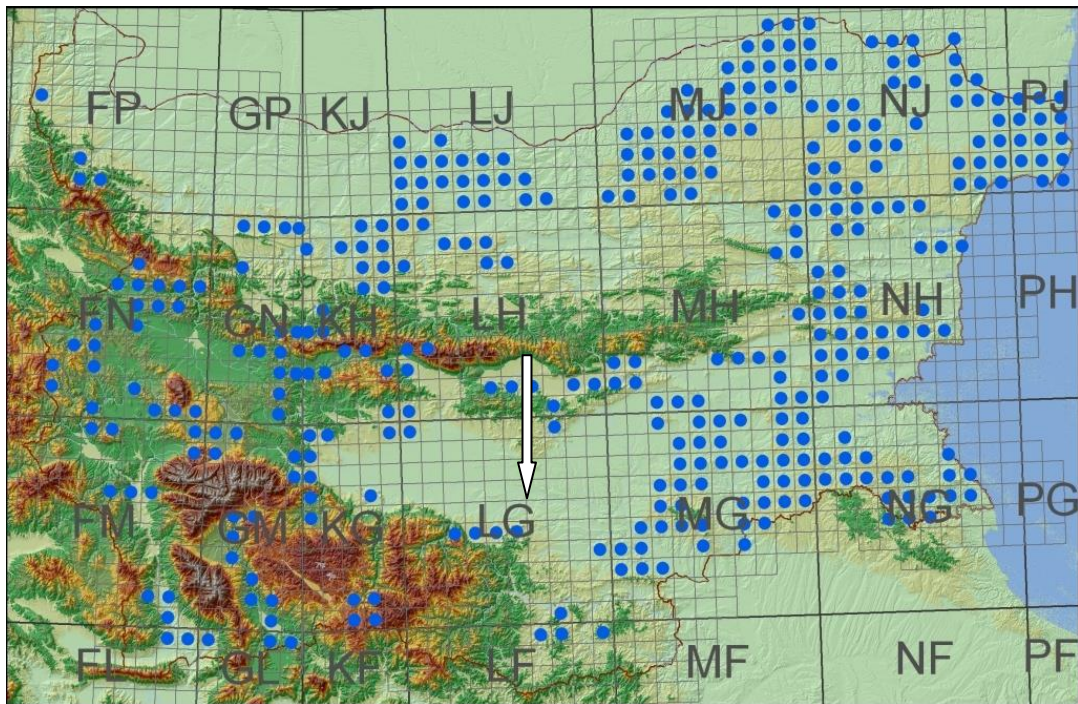 FP GP KJ LJ MJ NJ PJ
FN GN KH LH MH NH PH
FM GM KG LG MG NG PG
FL GL KF LF MF NF PF